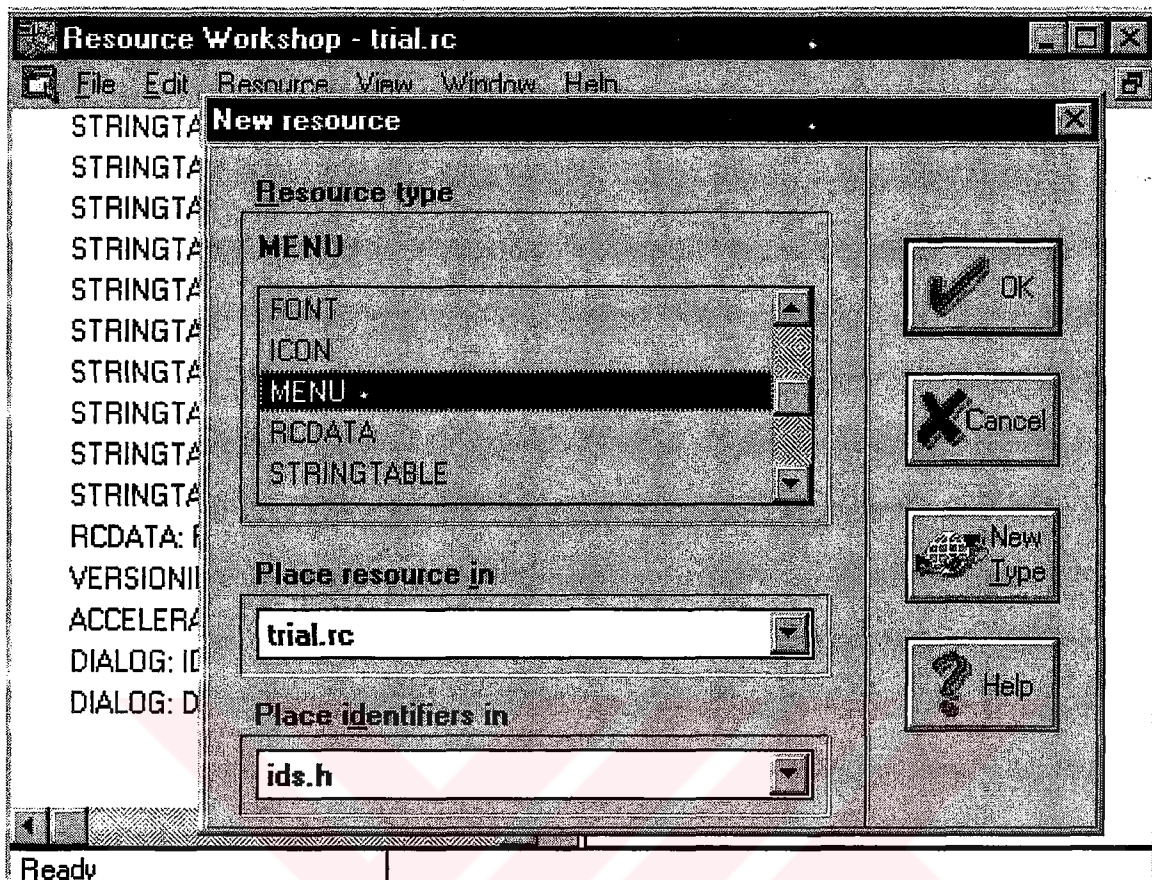 Resource Workshop - trial.rc
File Edit Resource View Window Help
New resource
STRINGTA
STRINGTA
STRINGTA
STRINGTA
STRINGTA
STRINGTA
STRINGTA
STRINGTA
STRINGTA
STRINGTA
RCDATA:
VERSIONI
ACCELERA
DIALOG: ID
DIALOG: D
Resource type
MENU
FONT
ICON
MENU
RCDATA
STRINGTABLE
Place resource in
trial.rc
Place identifiers in
ids.h
OK
Cancel
New
Type
Help
Ready